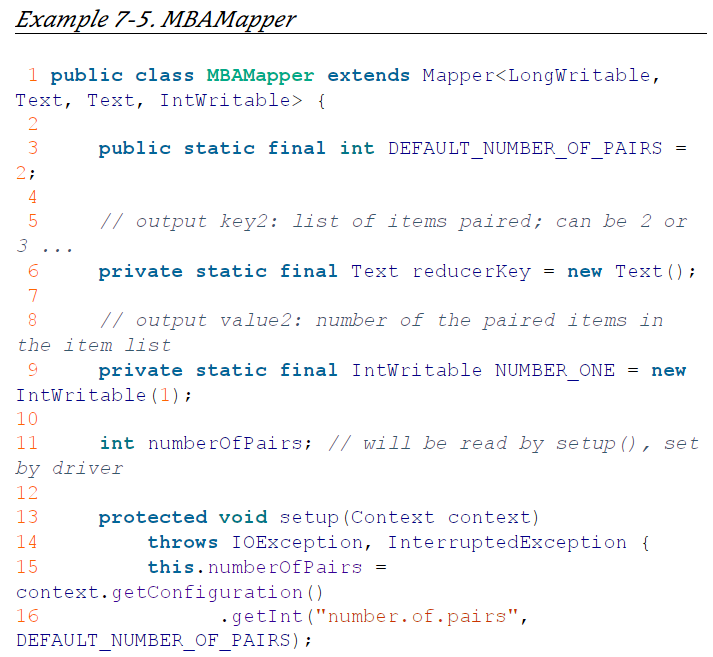 Example 7-5. MBAMapper
1 public class MBAMapper extends Mapper<LongWritable,
Text, Text, IntWritable> {
2
3     public static final int DEFAULT_NUMBER_OF_PAIRS =
2;
4
5     // output key2: list of items paired; can be 2 or
3 ...
6     private static final Text reducerKey = new Text();
7
8     // output value2: number of the paired items in
the item list
9     private static final IntWritable NUMBER_ONE = new
IntWritable(1);
10
11     int numberOfPairs; // will be read by setup(), set
by driver
12
13     protected void setup(Context context)
14         throws IOException, InterruptedException {
15         this.numberOfPairs =
context.getConfiguration()
16               .getInt("number.of.pairs",
DEFAULT_NUMBER_OF_PAIRS);